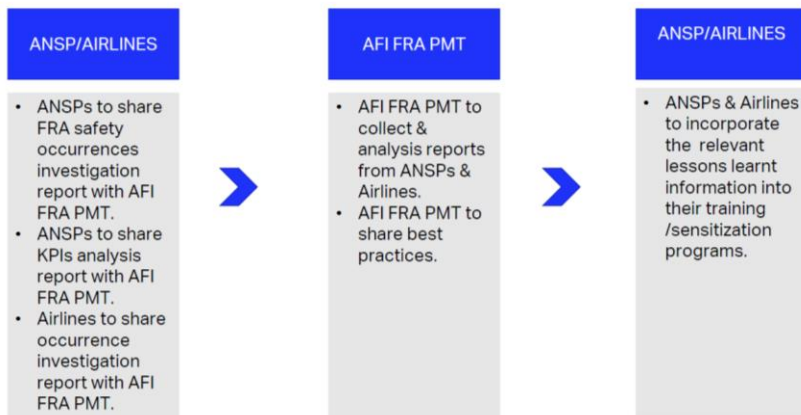 ANSP/AIRLINES
• ANSPs to share
FRA safety
occurrences
investigation
report with AFI
FRA PMT.
• ANSPs to share
KPIs analysis
report with AFI
FRA PMT.
• Airlines to share
occurrence
investigation
report with AFI
FRA PMT.
AFI FRA PMT
• AFI FRA PMT to
collect &
analysis reports
from ANSPs &
Airlines.
• AFI FRA PMT to
share best
practices.
ANSP/AIRLINES
• ANSPs & Airlines
to incorporate
the relevant
lessons learnt
information into
their training
/sensitization
programs.